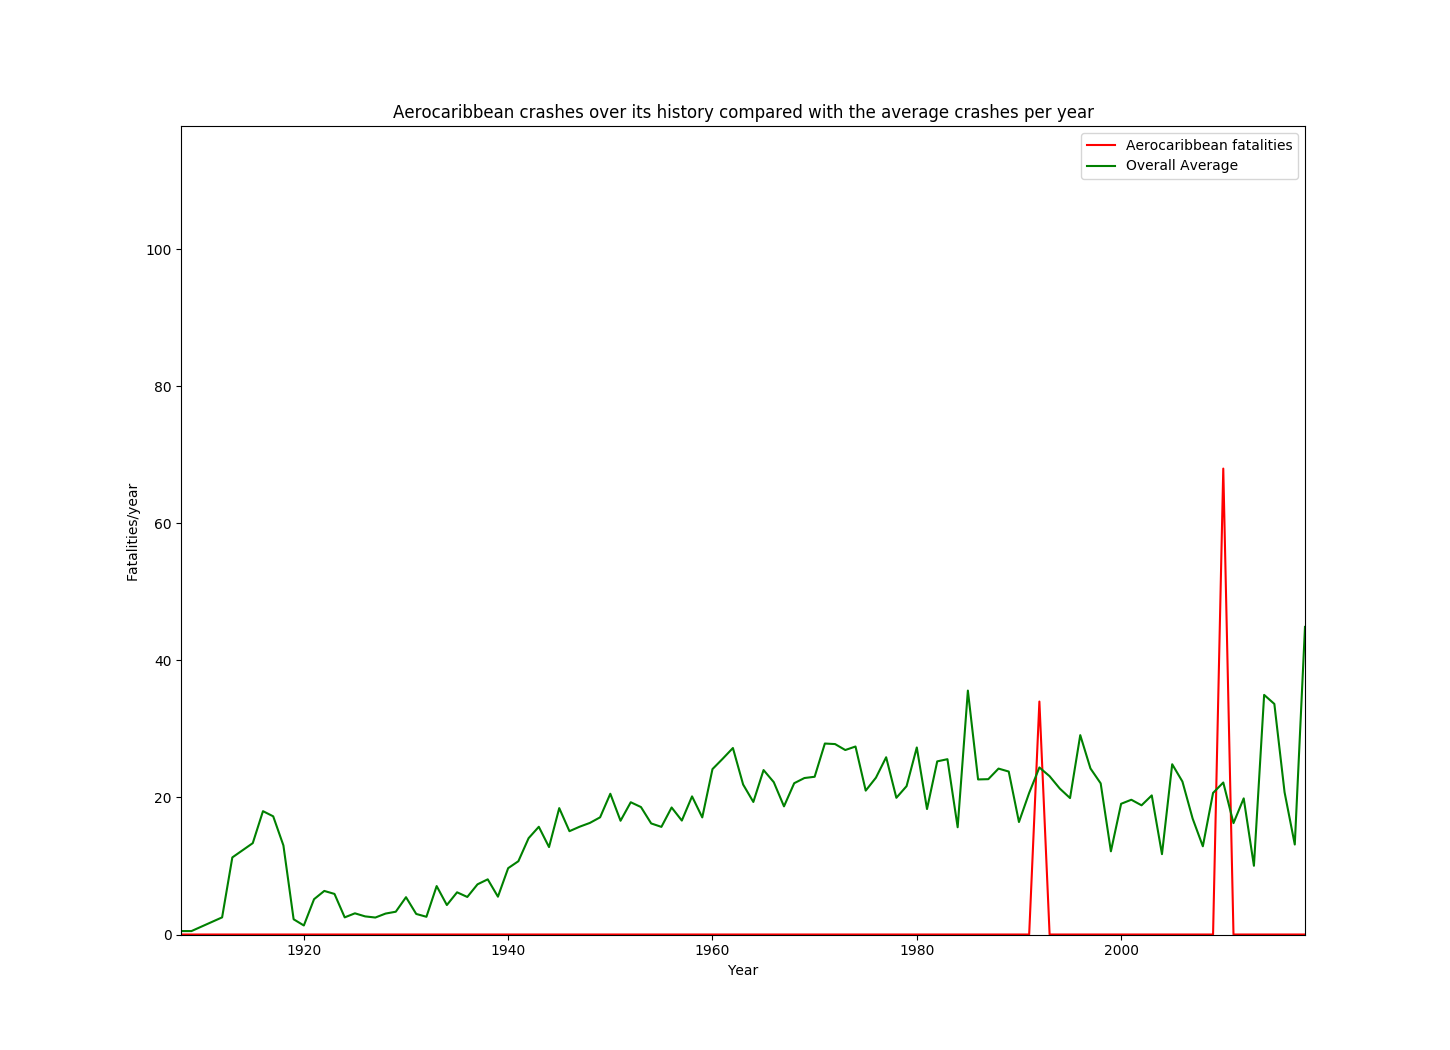 Aerocaribbean crashes over its history compared with the average crashes per year
Aerocaribbean fatalities
Overall Average
100
80
60
40
20
0
Fatalities/year
1920 1940 1960 1980 2000
Year